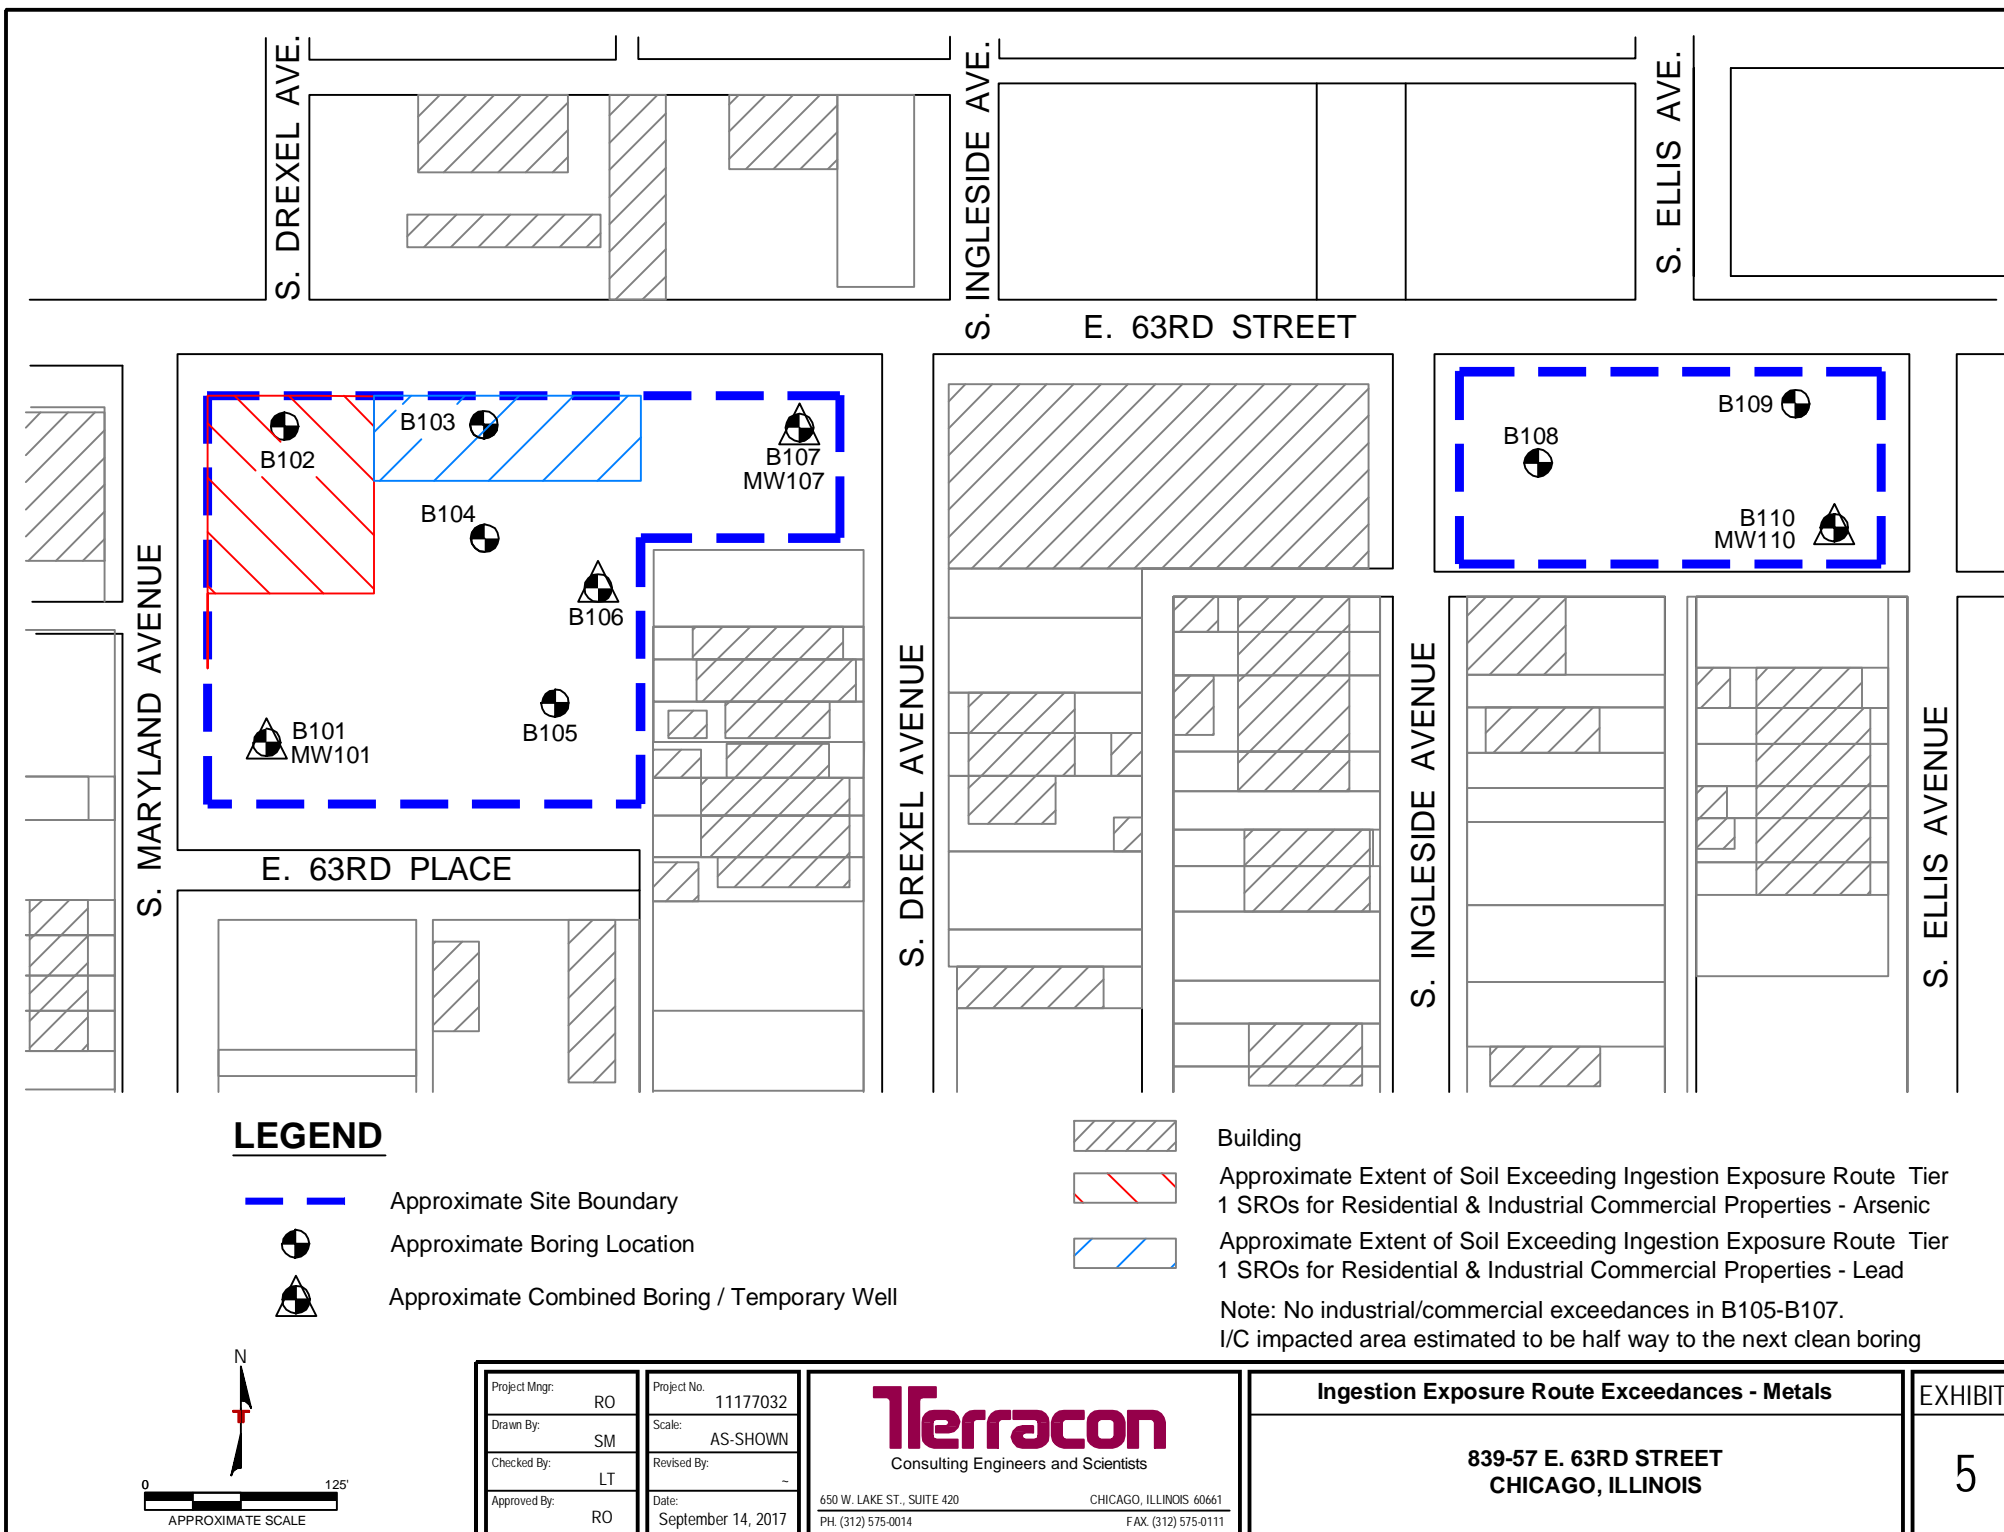 S. DREXEL AVE.
S. INGLESIDE AVE.
S. ELLIS AVE.
E. 63RD STREET
B102
B103
B104
B106
B105
B101
MW101
B107
MW107
B108
B109
B110
MW110
S. MARYLAND AVENUE
E. 63RD PLACE
S. DREXEL AVENUE
S. INGLESIDE AVENUE
S. ELLIS AVENUE
LEGEND
Approximate Site Boundary
Approximate Boring Location
Approximate Combined Boring / Temporary Well
Building
Approximate Extent of Soil Exceeding Ingestion Exposure Route Tier
1 SROs for Residential & Industrial Commercial Properties - Arsenic
Approximate Extent of Soil Exceeding Ingestion Exposure Route Tier
1 SROs for Residential & Industrial Commercial Properties - Lead
Note: No industrial/commercial exceedances in B105-B107.
I/C impacted area estimated to be half way to the next clean boring
N
0 125'
APPROXIMATE SCALE
Project Mngr: RO
Drawn By: SM
Checked By: LT
Approved By: RO
Project No. 11177032
Scale: AS-SHOWN
Revised By: ~
Date: September 14, 2017
Terracon
Consulting Engineers and Scientists
650 W. LAKE ST., SUITE 420 CHICAGO, ILLINOIS 60661
PH. (312) 575-0014 FAX. (312) 575-0111
Ingestion Exposure Route Exceedances - Metals
839-57 E. 63RD STREET
CHICAGO, ILLINOIS
EXHIBIT
5